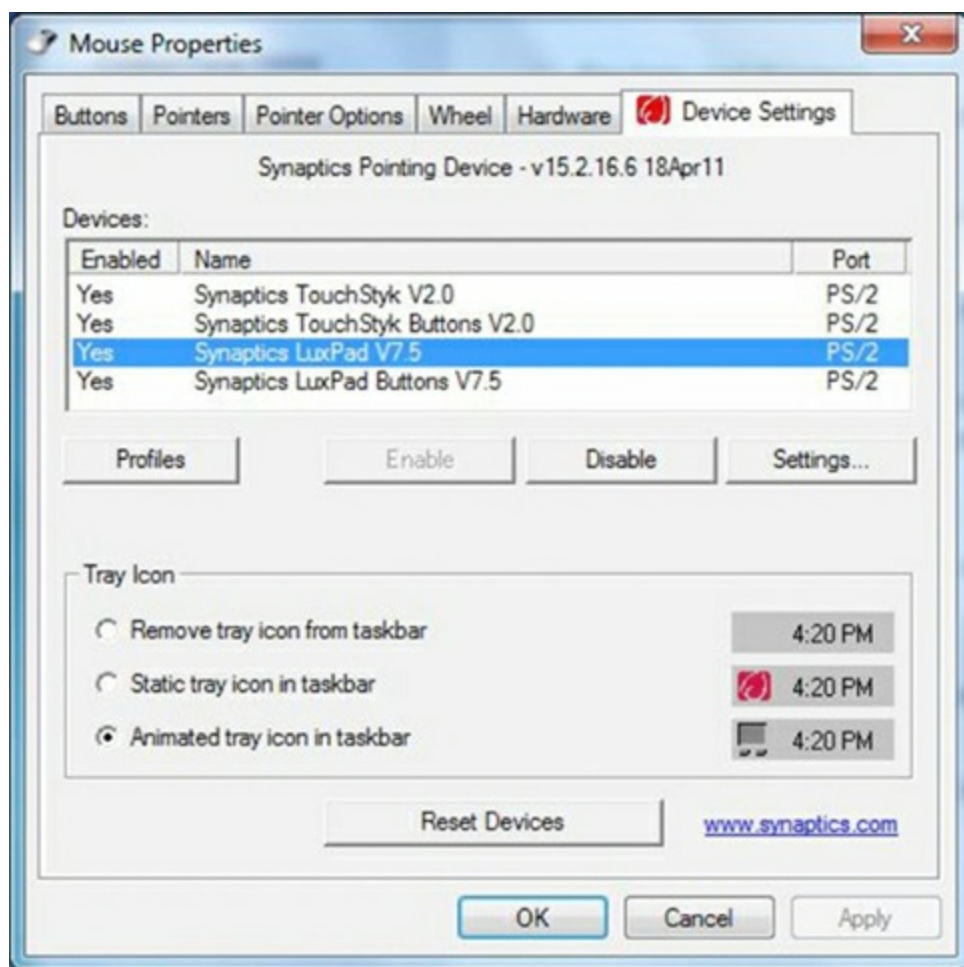 Mouse Properties
Buttons Pointers Pointer Options Wheel Hardware Device Settings
Synaptics Pointing Device - v15.2.16.6 18Apr11
Devices:
Enabled Name Port
Yes Synaptics TouchStyk V2.0 PS/2
Yes Synaptics TouchStyk Buttons V2.0 PS/2
Yes Synaptics LuxPad V7.5 PS/2
Yes Synaptics LuxPad Buttons V7.5 PS/2
Profiles Enable Disable Settings...
Tray Icon
Remove tray icon from taskbar 4:20 PM
Static tray icon in taskbar 4:20 PM
Animated tray icon in taskbar 4:20 PM
Reset Devices www.synaptics.com
OK Cancel Apply